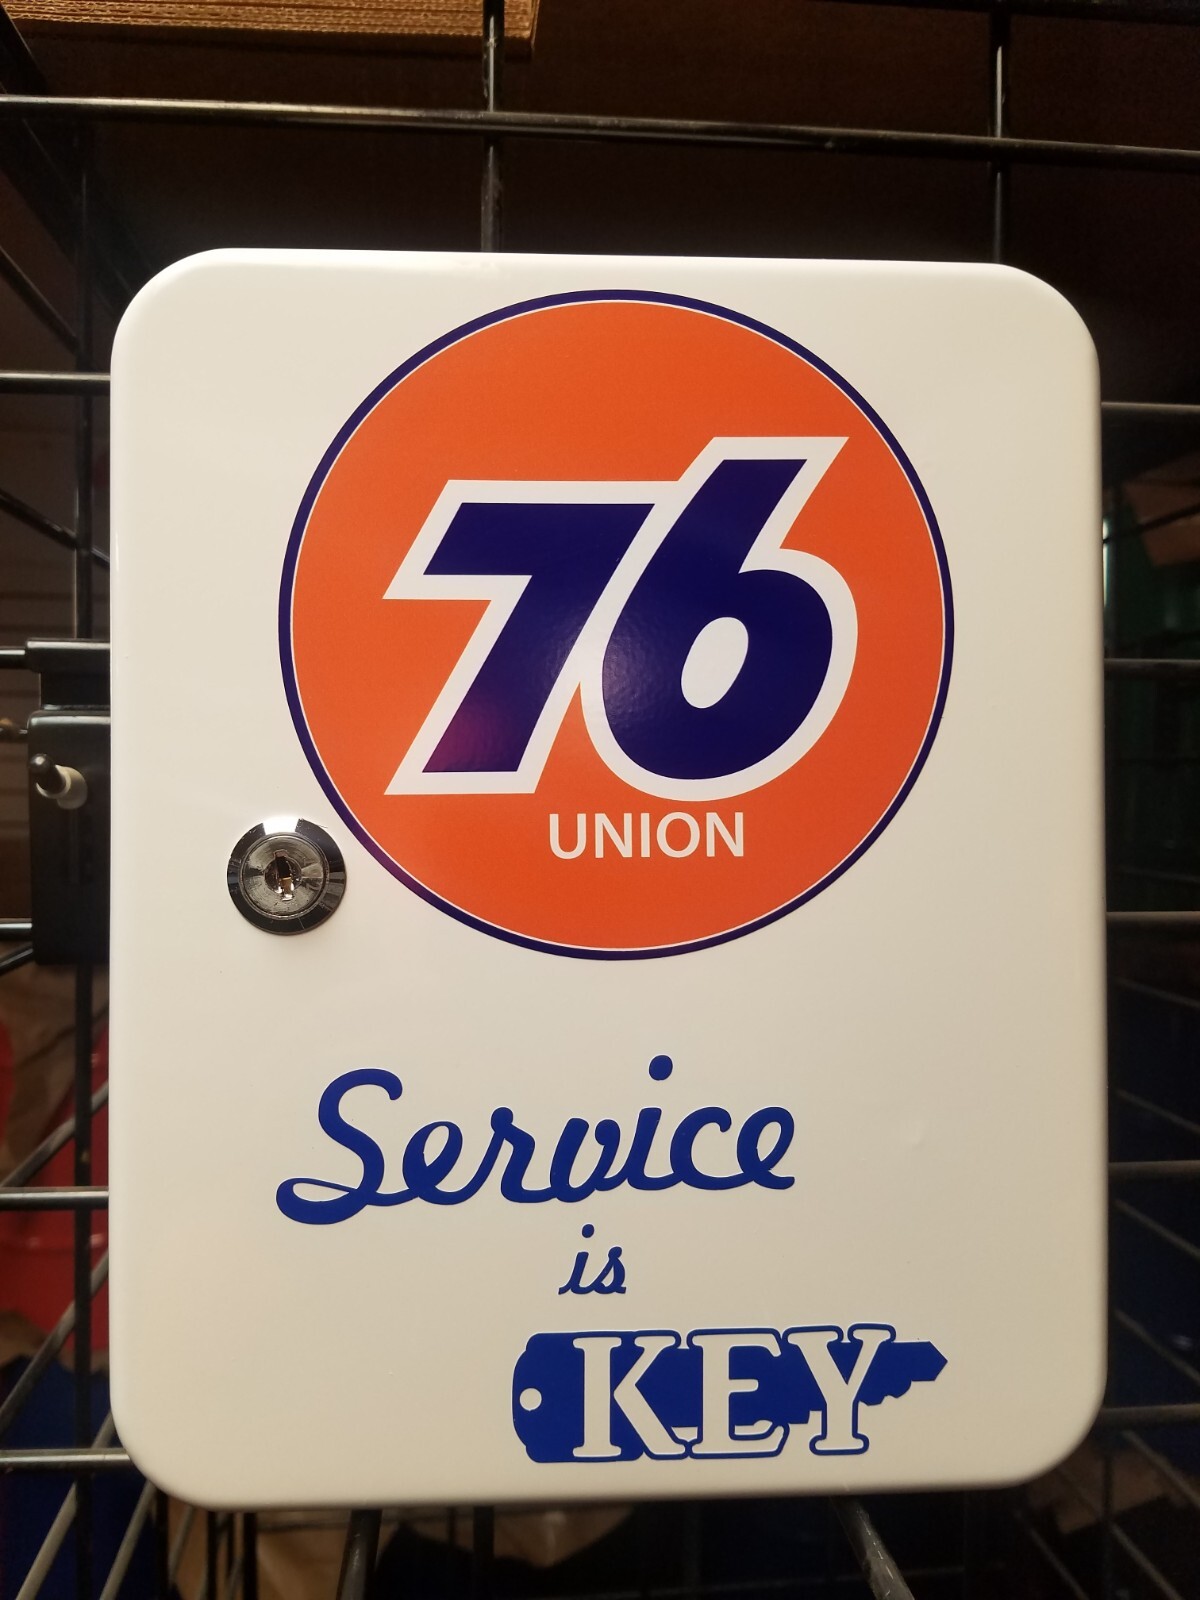 76
UNION
Service
is
KEY